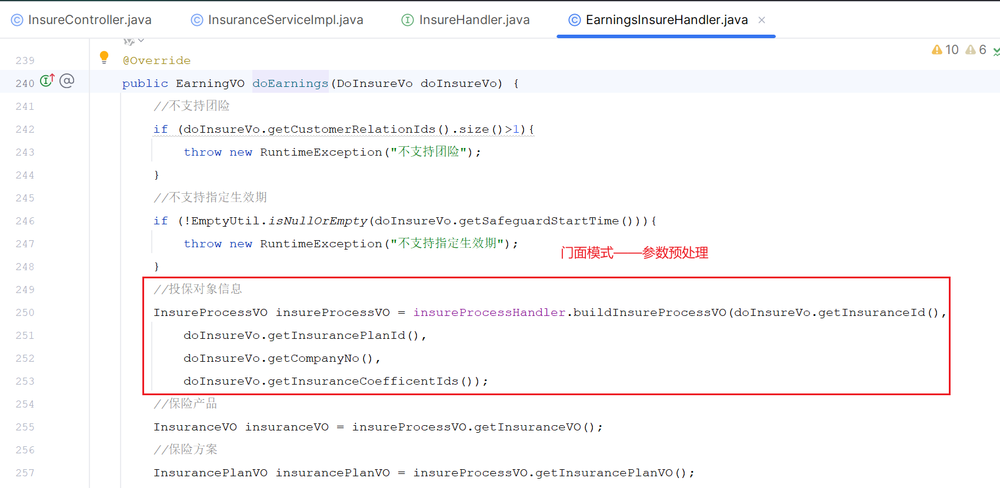 InsureController.java InsuranceServiceImpl.java InsureHandler.java EarningsInsureHandler.java
10 6
239 @Override
240 public EarningVO doEarnings(DoInsureVo doInsureVo) {
241 //不支持团险
242 if (doInsureVo.getCustomerRelationIds().size()>1){
243 throw new RuntimeException("不支持团险");
244 }
245 //不支持指定生效期
246 if (!EmptyUtil.isNullOrEmpty(doInsureVo.getSafeguardStartTime())){
247 throw new RuntimeException("不支持指定生效期");
门面模式——参数预处理
248 }
249 //投保对象信息
250 InsureProcessVO insureProcessVO = insureProcessHandler.buildInsureProcessVO(doInsureVo.getInsuranceId(),
251 doInsureVo.getInsurancePlanId(),
252 doInsureVo.getCompanyNo(),
253 doInsureVo.getInsuranceCoefficentIds());
254 //保险产品
255 InsuranceVO insuranceVO = insureProcessVO.getInsuranceVO();
256 //保险方案
257 InsurancePlanVO insurancePlanVO = insureProcessVO.getInsurancePlanVO();